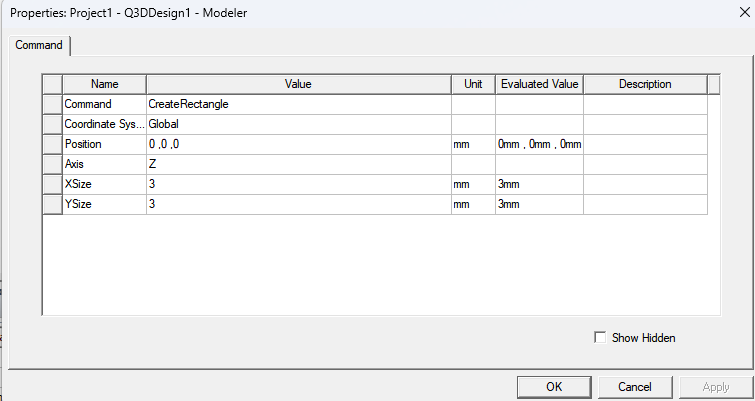 Properties: Project1 - Q3DDesign1 - Modeler
Command
Name Value Unit Evaluated Value Description
Command CreateRectangle
Coordinate Sys... Global
Position 0 ,0 ,0 mm 0mm , 0mm , 0mm
Axis Z
XSize 3 mm 3mm
YSize 3 mm 3mm
Show Hidden
OK Cancel Apply